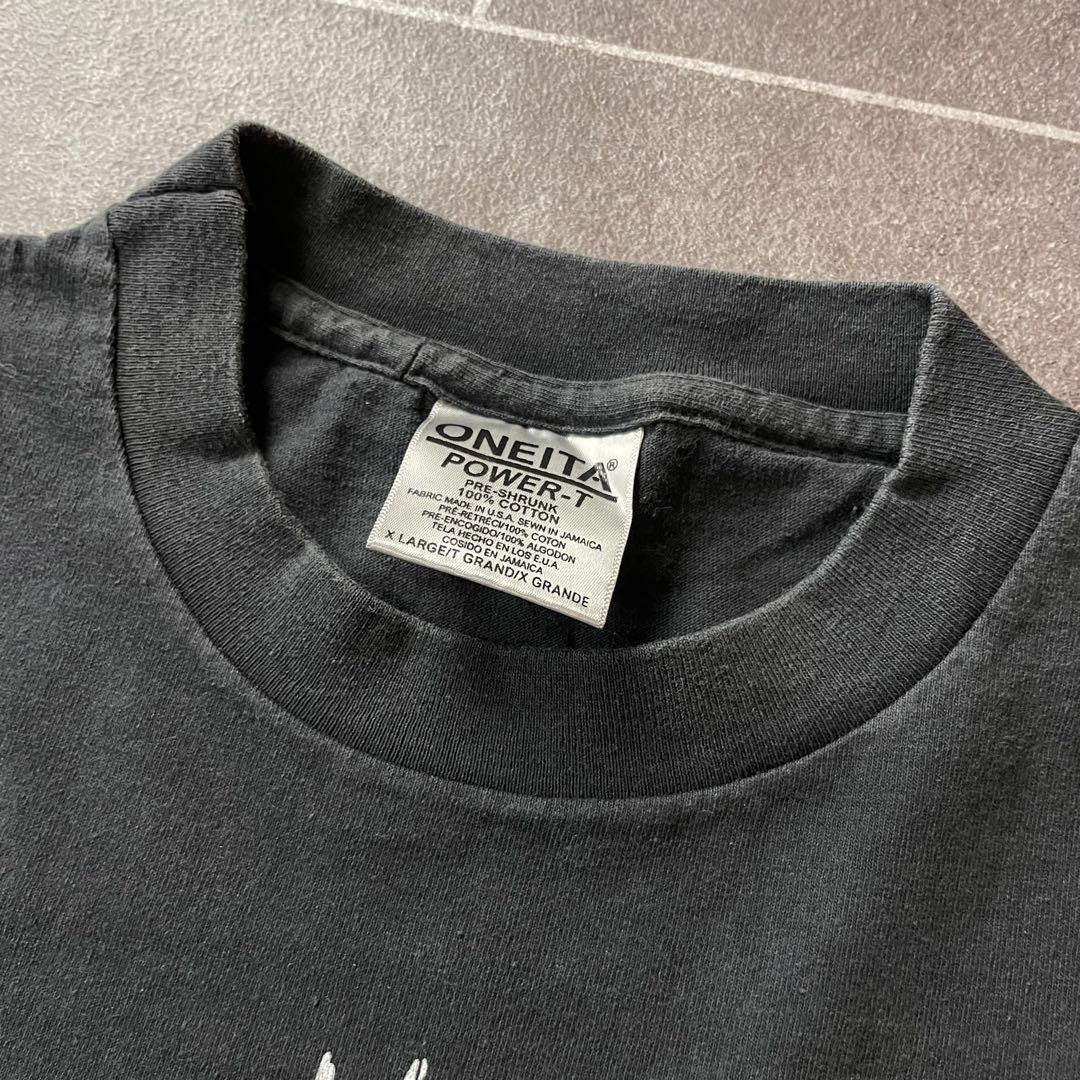 ONEITA®
POWER-T
PRE-SHRUNK
100% COTTON
FABRIC MADE IN U.S.A. SEWN IN JAMAICA
PRÉ-RETRÉCI/100% COTON
PRE-ENCOGIDO/100% ALGODON
TELA HECHO EN LOS E.U.A.
COSIDO EN JAMAICA
X LARGE/T GRAND/X GRANDE